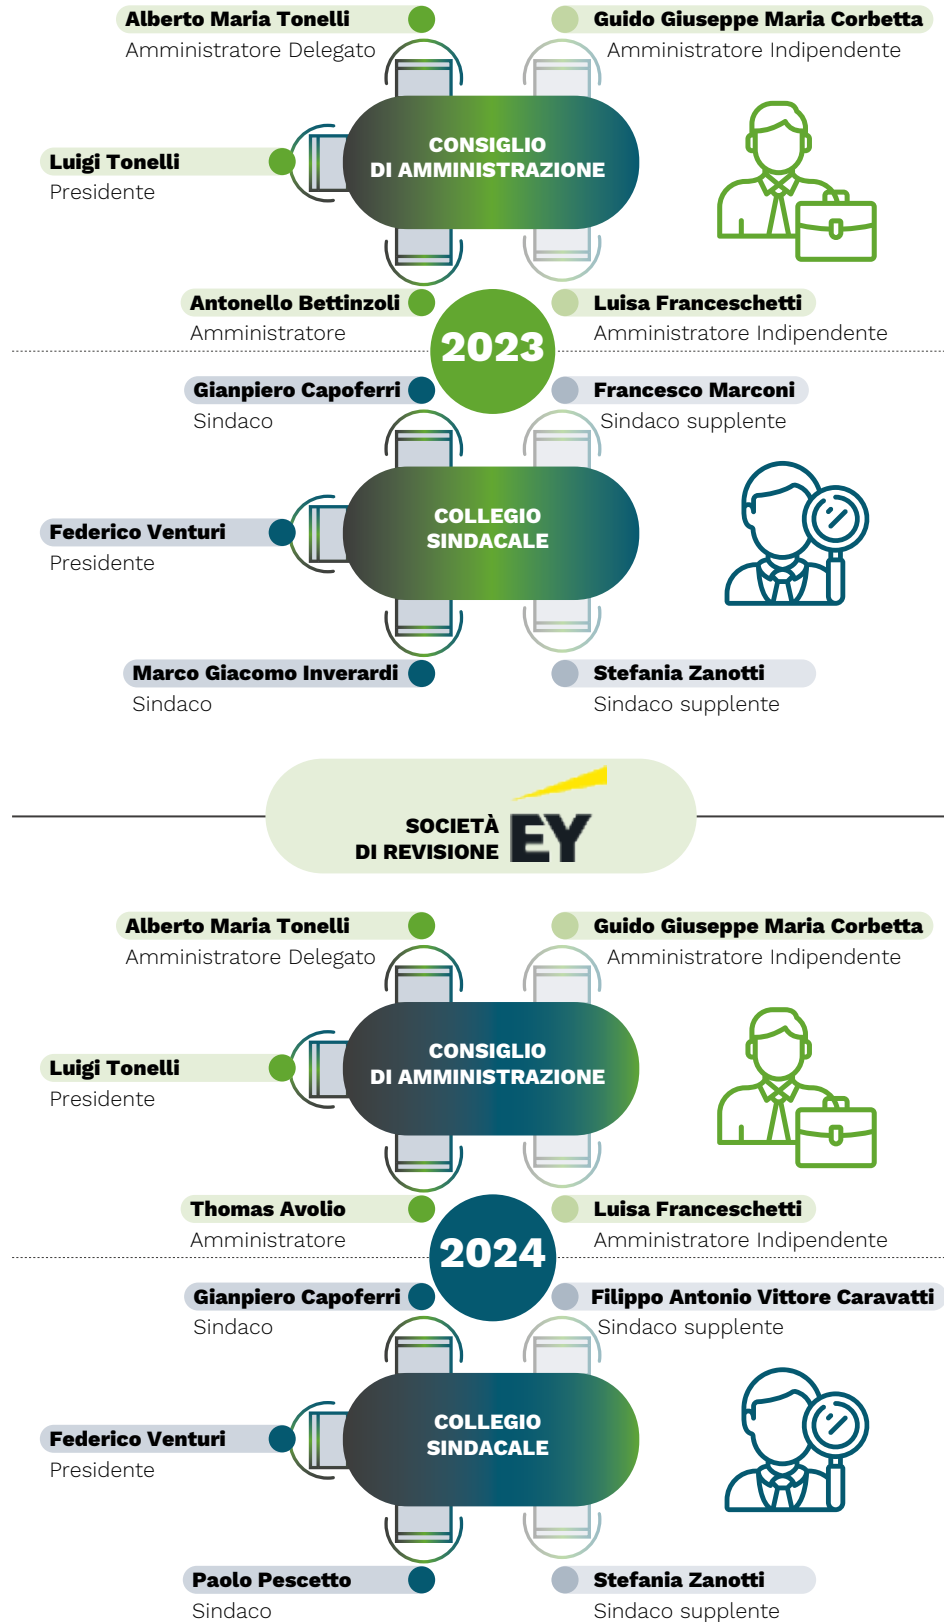 Alberto Maria Tonelli
Amministratore Delegato
Guido Giuseppe Maria Corbetta
Amministratore Indipendente
CONSIGLIO
DI AMMINISTRAZIONE
Luigi Tonelli
Presidente
Antonello Bettinzoli
Amministratore
Luisa Franceschetti
Amministratore Indipendente
2023
Gianpiero Capoferri
Sindaco
Francesco Marconi
Sindaco supplente
COLLEGIO
SINDACALE
Federico Venturi
Presidente
Marco Giacomo Inverardi
Sindaco
Stefania Zanotti
Sindaco supplente
SOCIETÀ
DI REVISIONE
EY
Alberto Maria Tonelli
Amministratore Delegato
Guido Giuseppe Maria Corbetta
Amministratore Indipendente
CONSIGLIO
DI AMMINISTRAZIONE
Luigi Tonelli
Presidente
Thomas Avolio
Amministratore
Luisa Franceschetti
Amministratore Indipendente
2024
Gianpiero Capoferri
Sindaco
Filippo Antonio Vittore Caravatti
Sindaco supplente
COLLEGIO
SINDACALE
Federico Venturi
Presidente
Paolo Pescetto
Sindaco
Stefania Zanotti
Sindaco supplente